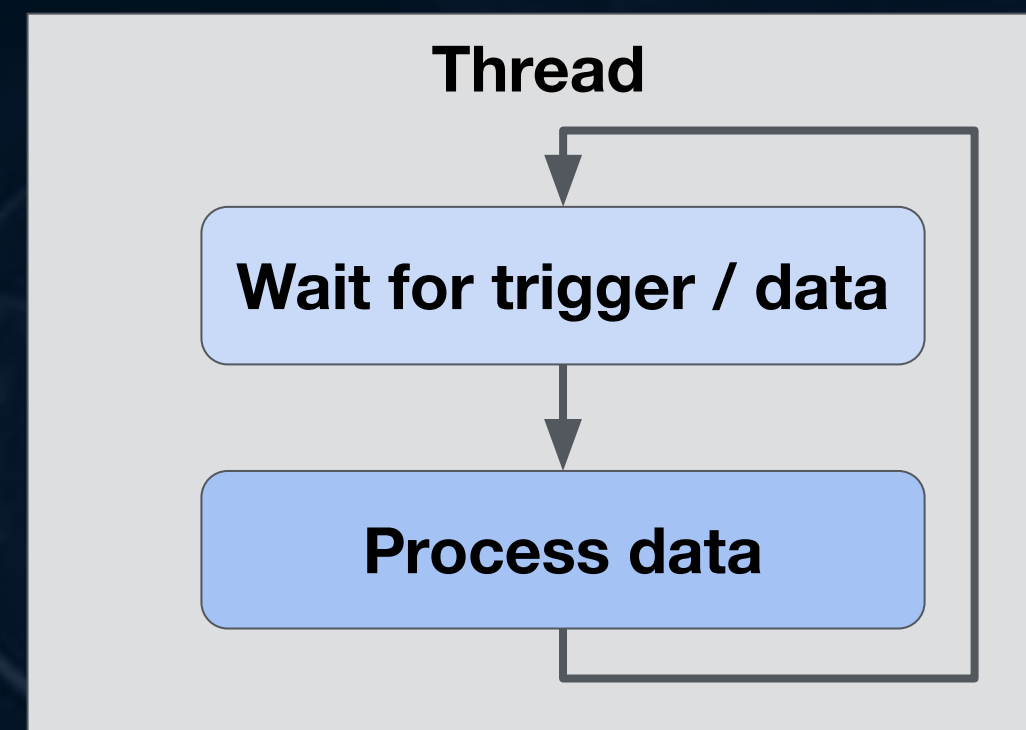 Thread
Wait for trigger / data
Process data